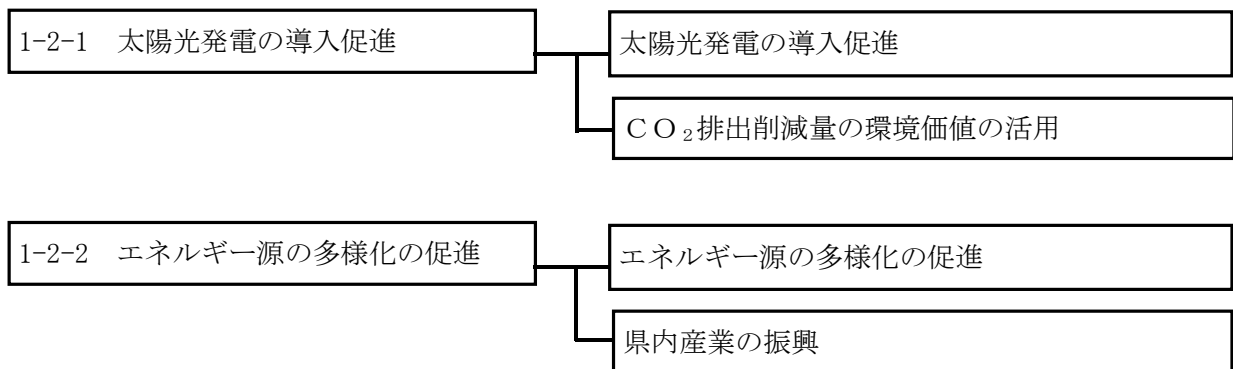 1-2-1　太陽光発電の導入促進
太陽光発電の導入促進
ＣＯ₂排出削減量の環境価値の活用
1-2-2　エネルギー源の多様化の促進
エネルギー源の多様化の促進
県内産業の振興